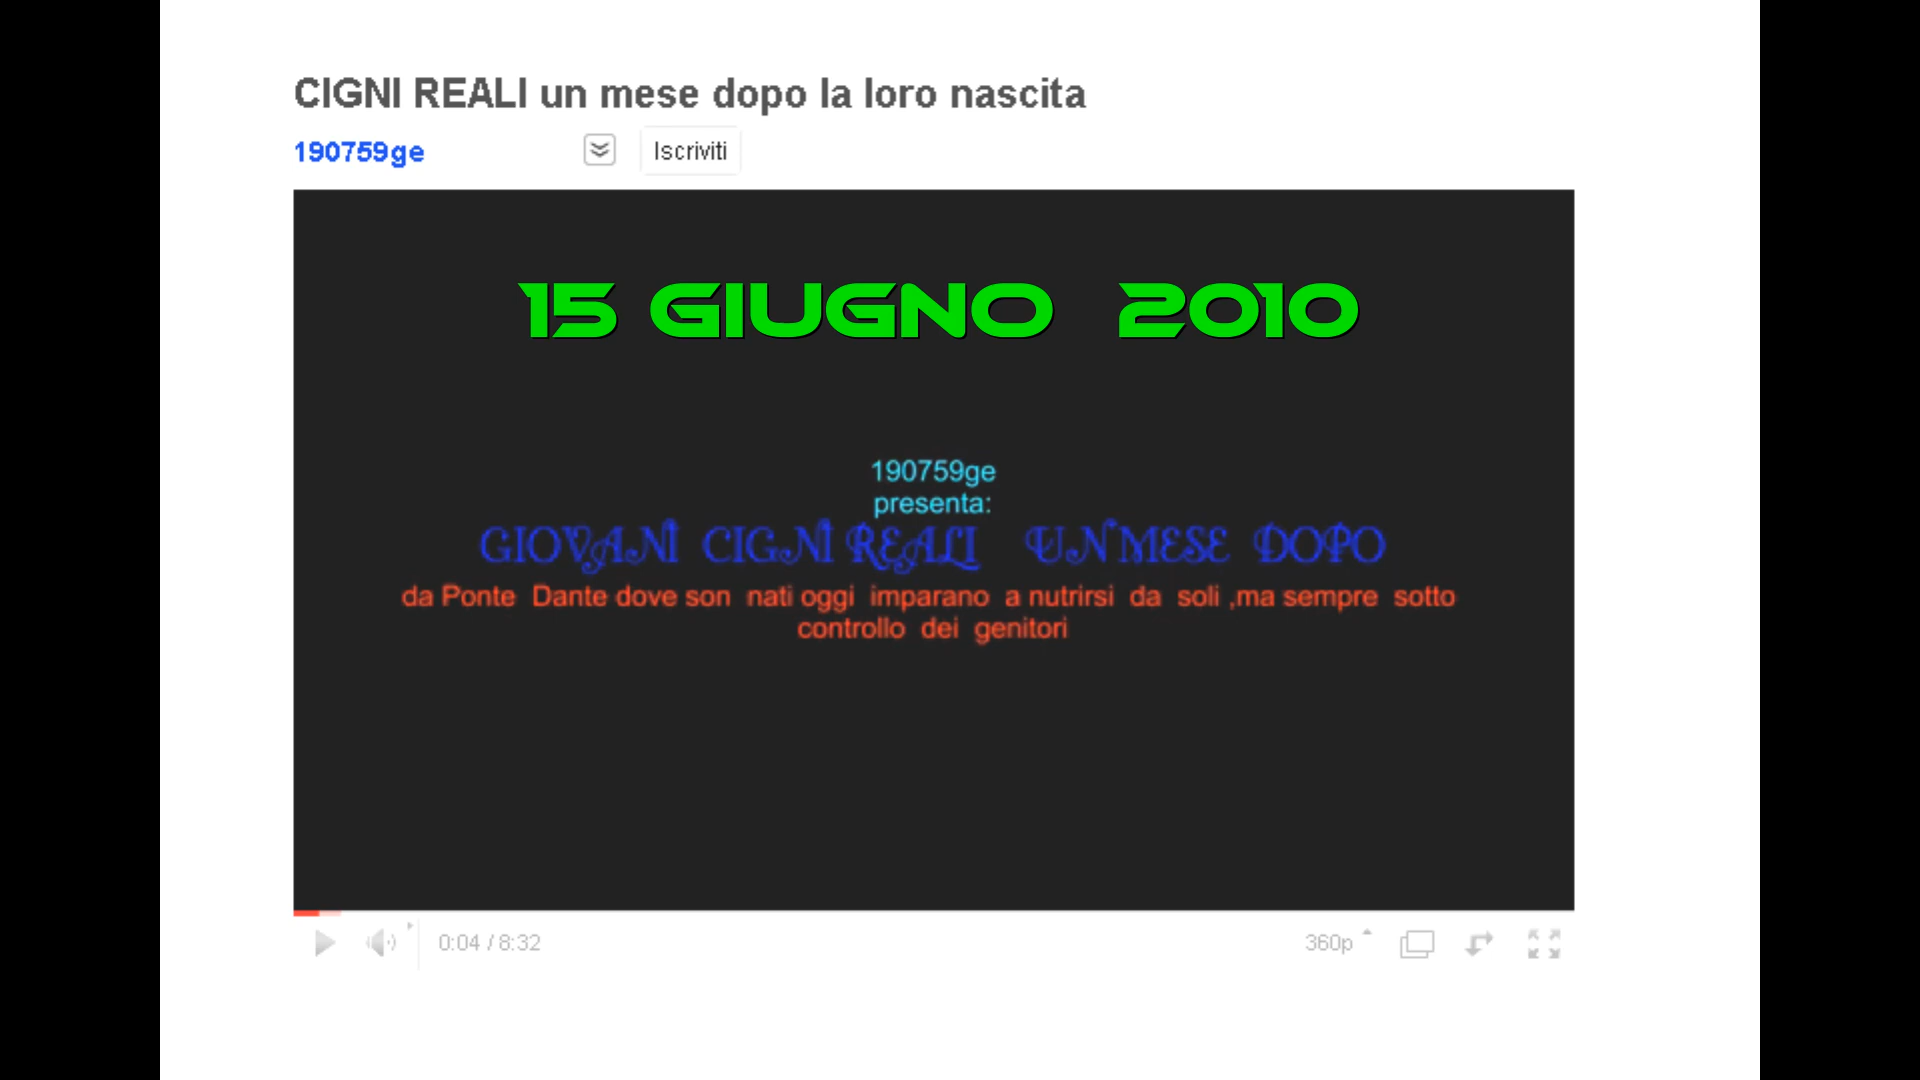 CIGNI REALI un mese dopo la loro nascita
190759ge
Iscriviti
15 GIUGNO 2010
190759ge
presenta:
GIOVANI CIGNI REALI UN MESE DOPO
da Ponte Dante dove son nati oggi imparano a nutrirsi da soli ,ma sempre sotto
controllo dei genitori
0:04 / 8:32
360p